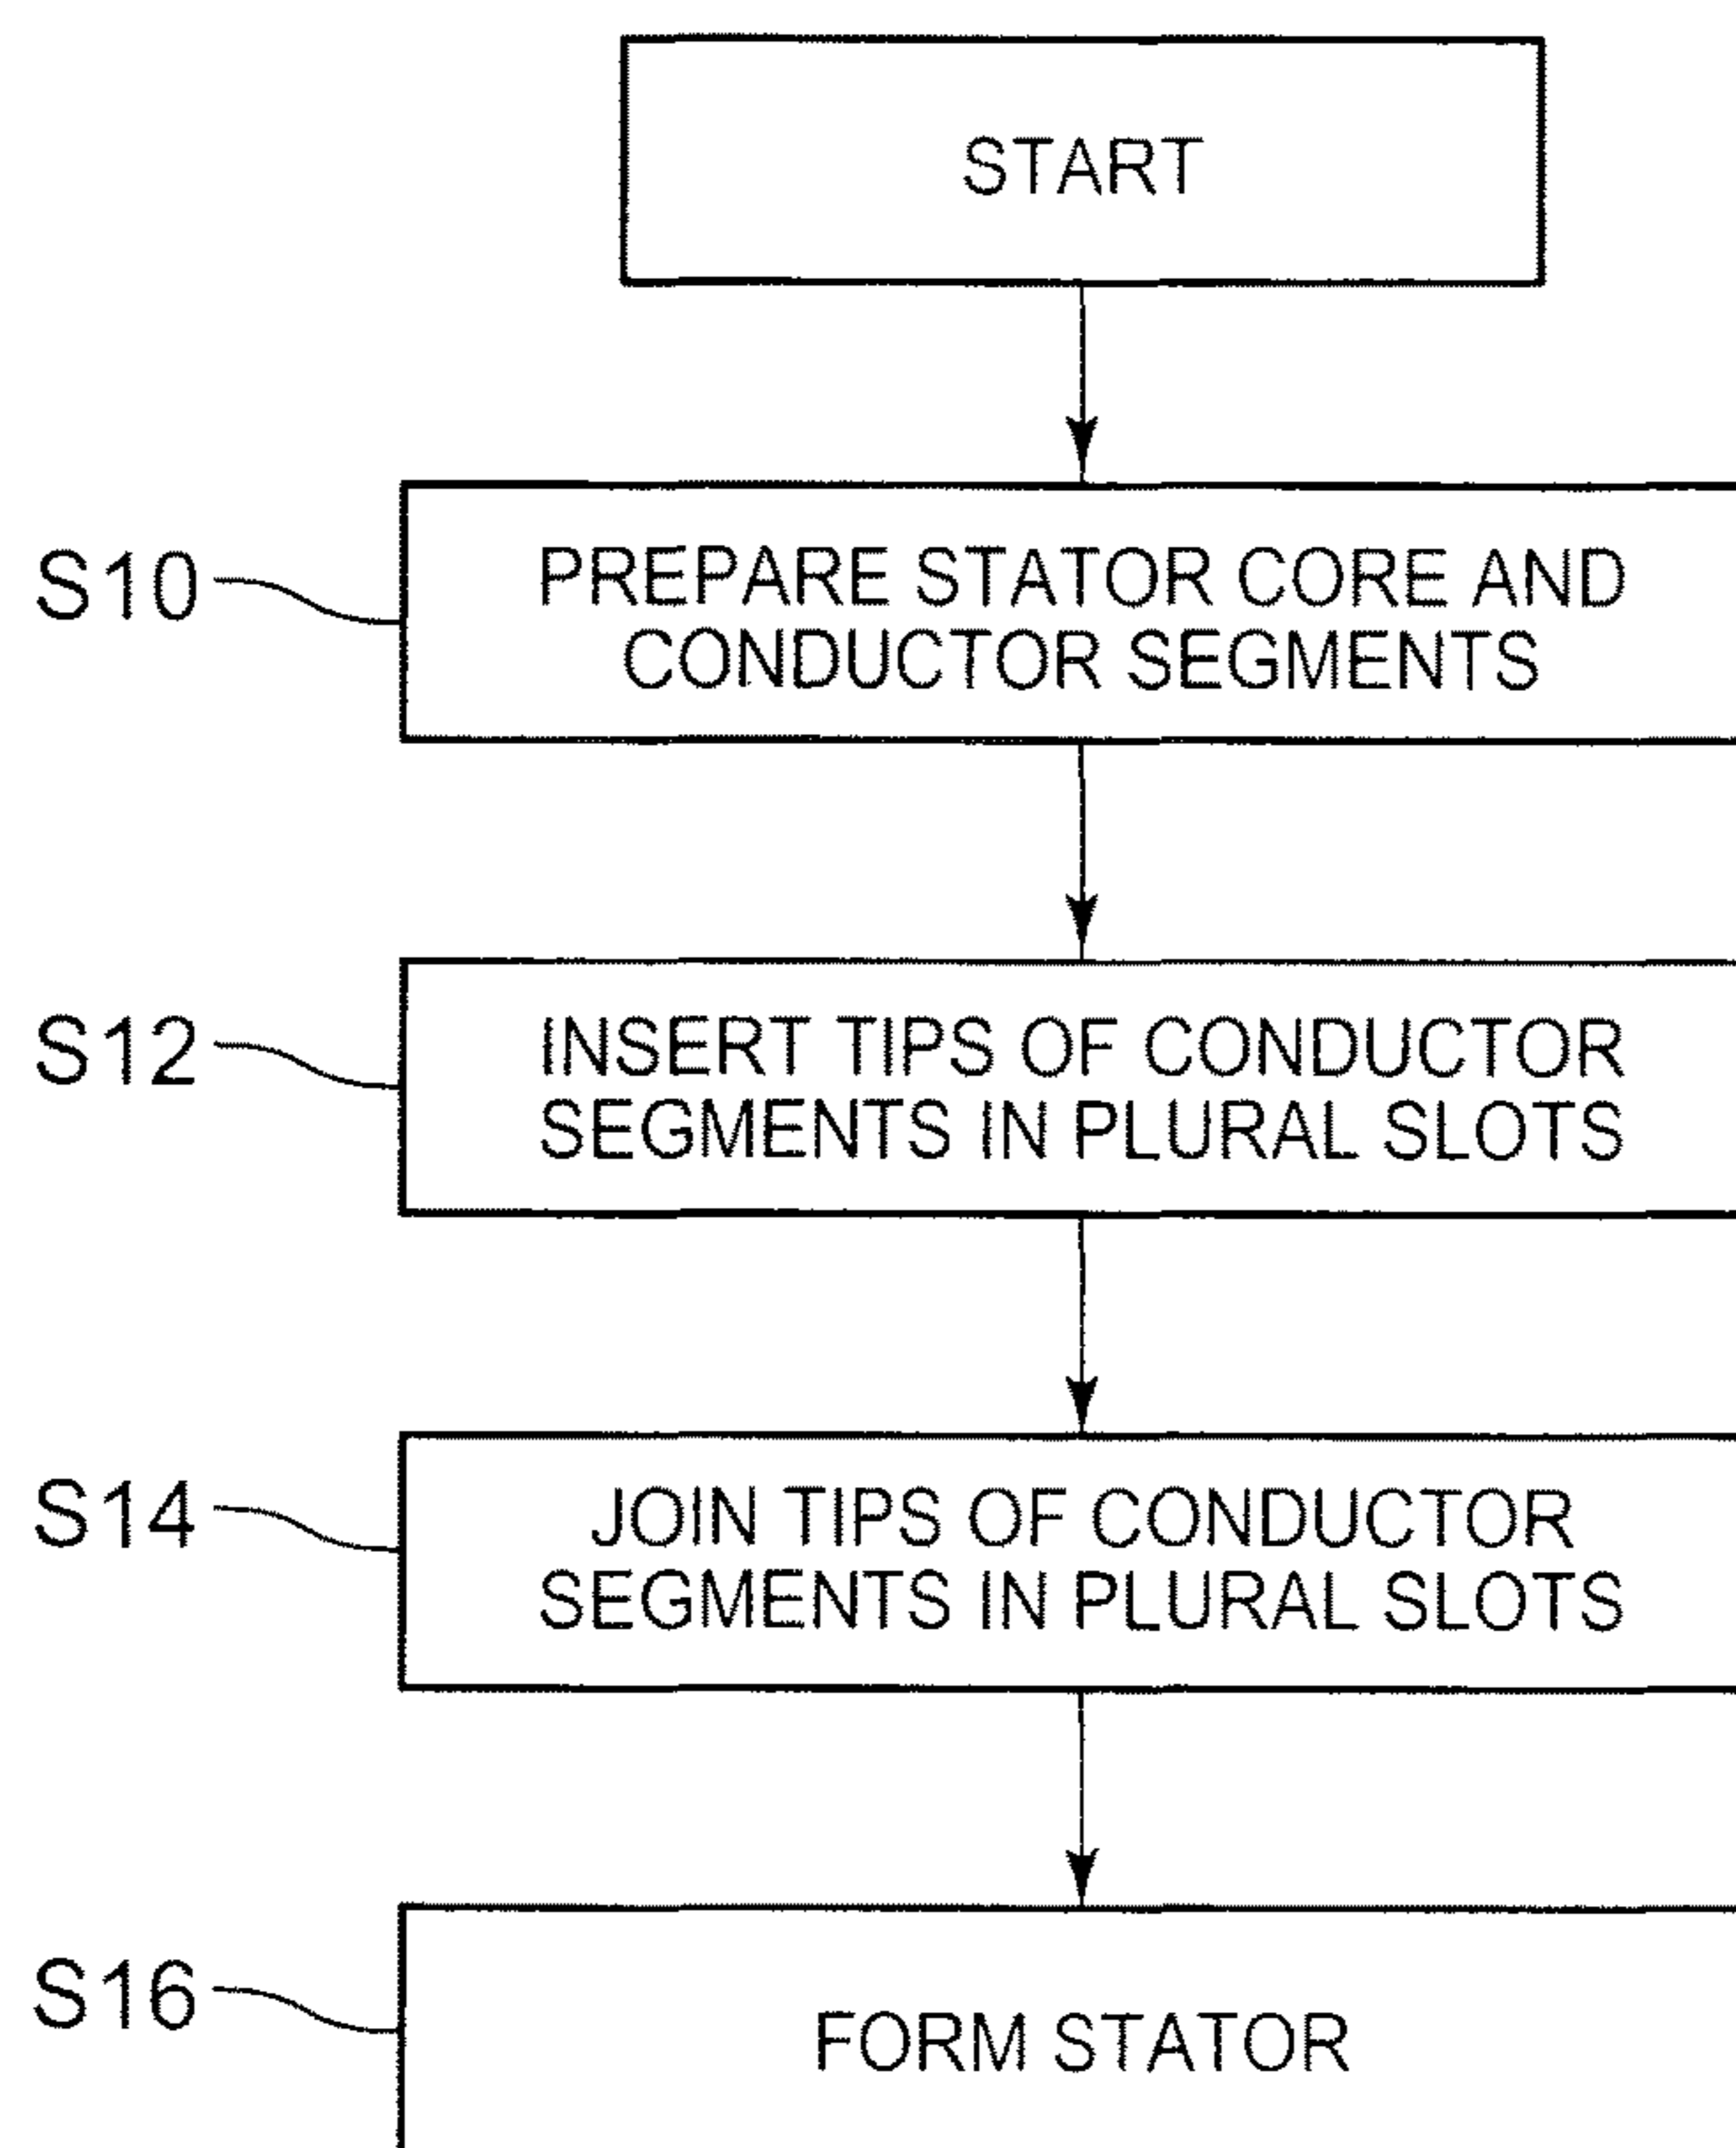 START
S10
PREPARE STATOR CORE AND
CONDUCTOR SEGMENTS
S12
INSERT TIPS OF CONDUCTOR
SEGMENTS IN PLURAL SLOTS
S14
JOIN TIPS OF CONDUCTOR
SEGMENTS IN PLURAL SLOTS
S16
FORM STATOR